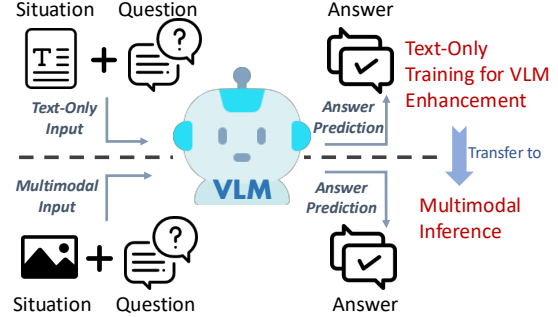 Situation
Question
Answer
T
?
Text-Only
Input
Answer
Prediction
Text-Only
Training for VLM
Enhancement
Transfer to
VLM
Multimodal
Input
Answer
Prediction
Multimodal
Inference
?
Situation
Question
Answer